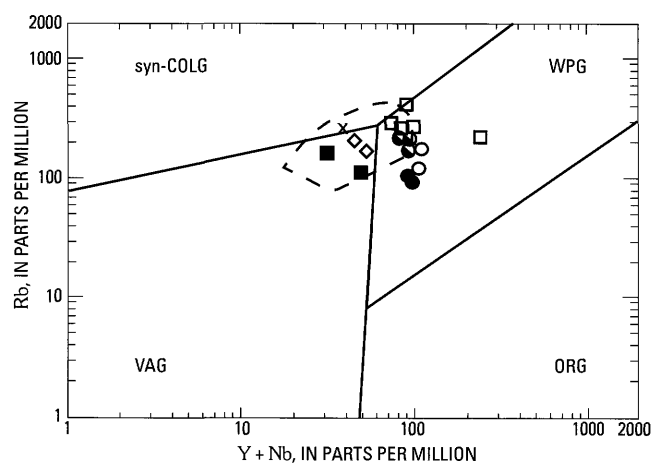 2000
1000
100
10
1
Rb, IN PARTS PER MILLION
syn-COLG
WPG
VAG
ORG
1
10
100
1000
2000
Y + Nb, IN PARTS PER MILLION